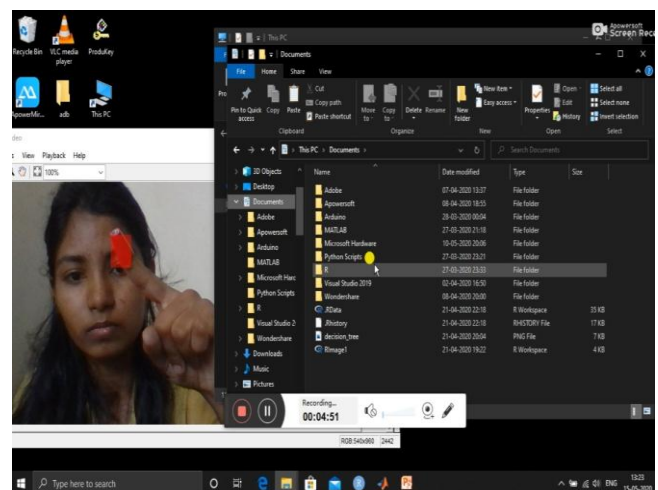 Recycle Bin
VLC media player
ProduKey
ApowerMir...
adb
This PC
This PC
Apowersoft
Screen Rece
Documents
File Home Share View
Pin to Quick access
Copy
Paste
Cut
Copy path
Paste shortcut
Move to
Copy to
Delete
Rename
New folder
New item
Easy access
Properties
Open
Edit
History
Select all
Select none
Invert selection
Clipboard
Organize
New
Open
Select
This PC › Documents ›
Search Documents
View Playback Help
100%
3D Objects
Desktop
Documents
Adobe
Apowersoft
Arduino
MATLAB
Microsoft Hard
Python Scripts
R
Visual Studio 2
Wondershare
Downloads
Music
Pictures
Name Date modified Type Size
Adobe 07-04-2020 13:37 File folder
Apowersoft 08-04-2020 18:55 File folder
Arduino 28-03-2020 00:04 File folder
MATLAB 27-03-2020 21:18 File folder
Microsoft Hardware 10-05-2020 20:06 File folder
Python Scripts 27-03-2020 23:21 File folder
R 27-03-2020 23:33 File folder
Visual Studio 2019 02-04-2020 16:50 File folder
Wondershare 08-04-2020 20:00 File folder
.RData 21-04-2020 22:18 R Workspace 35 KB
.Rhistory 21-04-2020 22:18 RHISTORY File 17 KB
decision_tree 21-04-2020 20:04 PNG File 7 KB
RImage1 21-04-2020 19:22 R Workspace 4 KB
Recording...
00:04:51
RGB:540x960 2442
Type here to search
ENG
13:23
15-05-2020